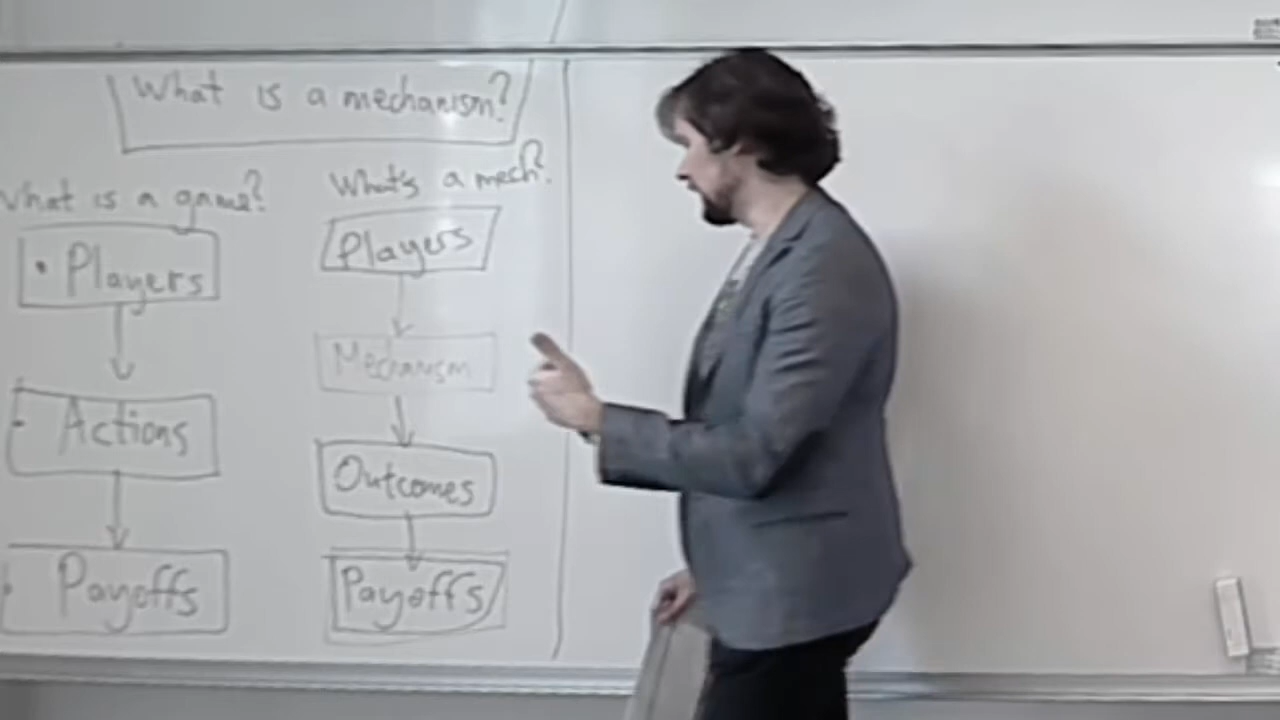 What is a mechanism?
What is a game?
• Players
- Actions
• Payoffs
What's a mech?
Players
Mechanism
Outcomes
Payoffs